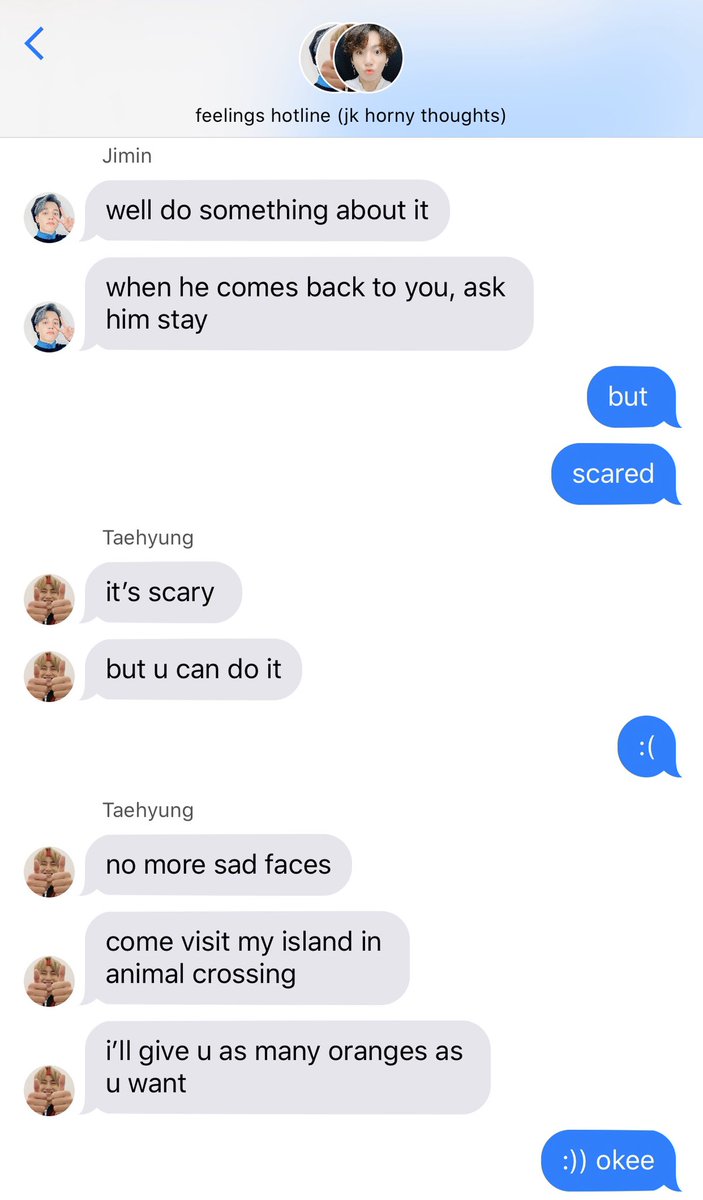 feelings hotline (jk horny thoughts)
Jimin
well do something about it
when he comes back to you, ask
him stay
but
scared
Taehyung
it’s scary
but u can do it
:(
Taehyung
no more sad faces
come visit my island in
animal crossing
i’ll give u as many oranges as
u want
:)) okee